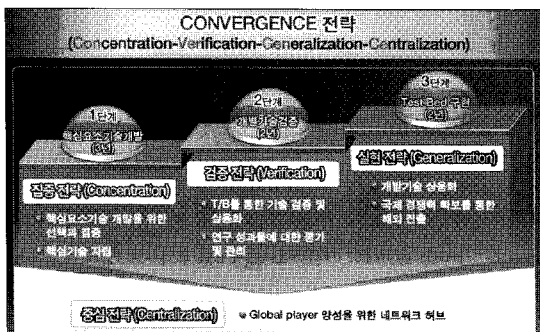 CONVERGENCE 전략
(Concentration-Verification-Generalization-Centralization)
1단계
핵심요소기술개발
(3년)
집중 전략 (Concentration)
핵심요소기술 개발을 위한
선택과 집중
핵심기술 자립
2단계
개발기술검증
(2년)
검증 전략 (Verification)
T/B를 통한 기술 검증 및
실용화
연구 성과물에 대한 평가
및 관리
3단계
Test Bed 구현
실현 전략 (Generalization)
개발기술 상용화
국제 경쟁력 확보를 통한
해외 진출
중심 전략 (Centralization)
Global player 양성을 위한 네트워크 허브